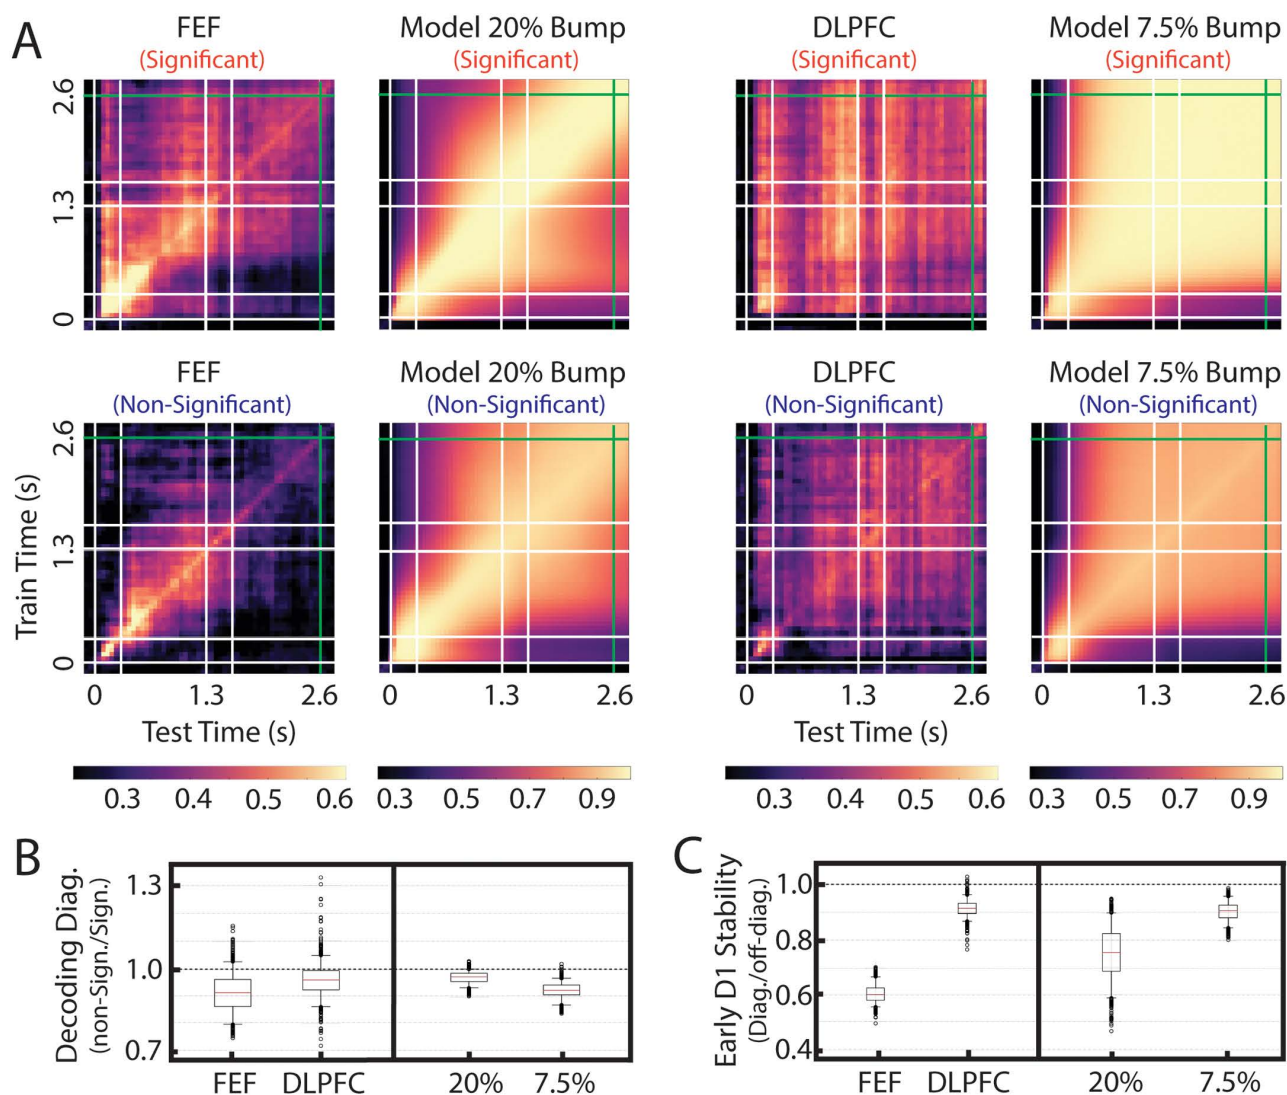 A
FEF
(Significant)
Model 20% Bump
(Significant)
DLPFC
(Significant)
Model 7.5% Bump
(Significant)
2.6
1.3
0
FEF
(Non-Significant)
Model 20% Bump
(Non-Significant)
DLPFC
(Non-Significant)
Model 7.5% Bump
(Non-Significant)
Train Time (s)
2.6
1.3
0
0 1.3 2.6
0 1.3 2.6
0 1.3 2.6
0 1.3 2.6
Test Time (s)
Test Time (s)
0.3 0.4 0.5 0.6
0.3 0.5 0.7 0.9
0.3 0.4 0.5 0.6
0.3 0.5 0.7 0.9
B
Decoding Diag.
(non-Sign./Sign.)
1.3
1.0
0.7
FEF DLPFC 20% 7.5%
C
Early D1 Stability
(Diag./off-diag.)
1.0
0.8
0.6
0.4
FEF DLPFC 20% 7.5%